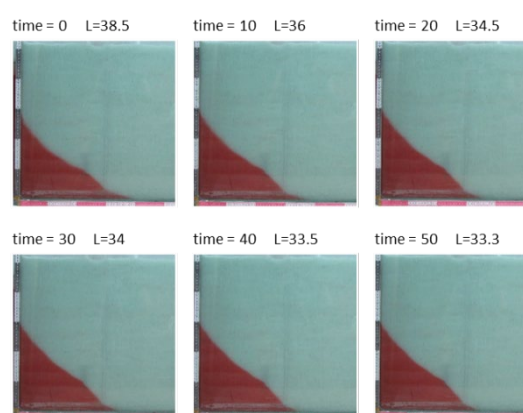 time = 0 L=38.5
time = 10 L=36
time = 20 L=34.5
time = 30 L=34
time = 40 L=33.5
time = 50 L=33.3